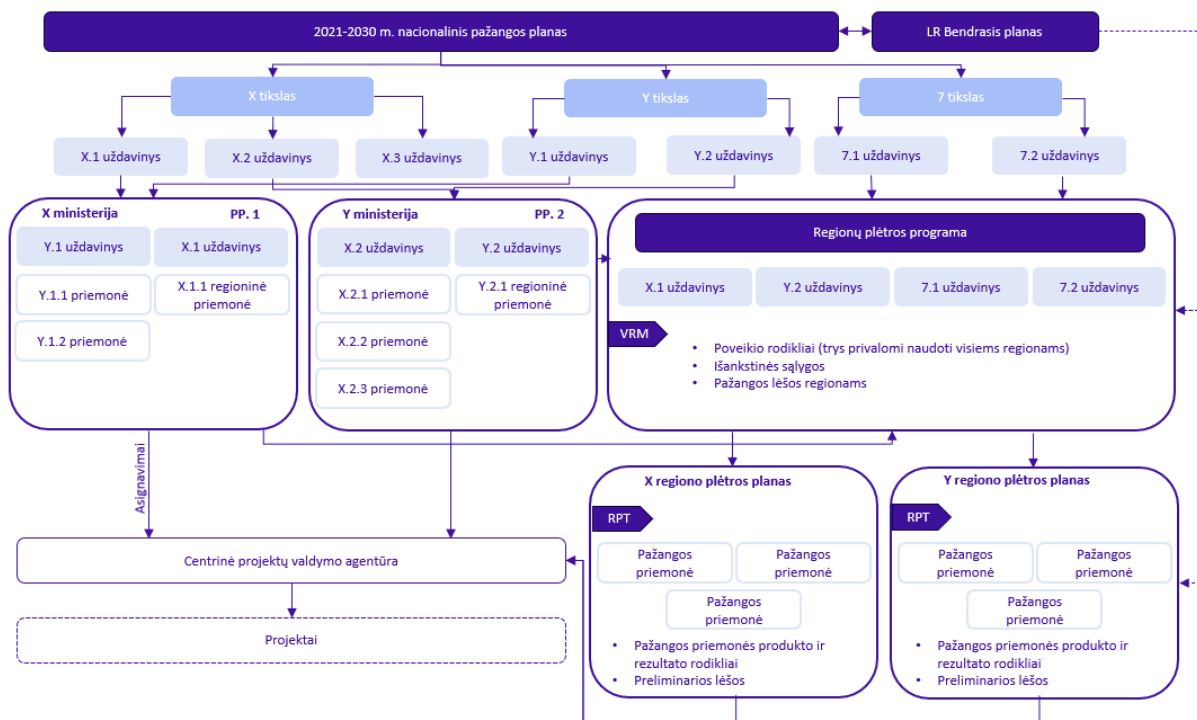 2021-2030 m. nacionalinis pažangos planas
LR Bendrasis planas
X tikslas
Y tikslas
7 tikslas
X.1 uždavinys
X.2 uždavinys
X.3 uždavinys
Y.1 uždavinys
Y.2 uždavinys
7.1 uždavinys
7.2 uždavinys
X ministerija
PP. 1
Y.1 uždavinys
X.1 uždavinys
Y.1.1 priemonė
X.1.1 regioninė
priemonė
Y.1.2 priemonė
Y ministerija
PP. 2
X.2 uždavinys
Y.2 uždavinys
X.2.1 priemonė
Y.2.1 regioninė
priemonė
X.2.2 priemonė
X.2.3 priemonė
Regionų plėtros programa
X.1 uždavinys
Y.2 uždavinys
7.1 uždavinys
7.2 uždavinys
VRM
• Poveikio rodikliai (trys privalomi naudoti visiems regionams)
• Išankstinės sąlygos
• Pažangos lėšos regionams
Asignavimai
Centrinė projektų valdymo agentūra
Projektai
X regiono plėtros planas
RPT
Pažangos
priemonė
Pažangos
priemonė
Pažangos
priemonė
• Pažangos priemonės produkto ir
rezultato rodikliai
• Preliminarios lėšos
Y regiono plėtros planas
RPT
Pažangos
priemonė
Pažangos
priemonė
Pažangos
priemonė
• Pažangos priemonės produkto ir
rezultato rodikliai
• Preliminarios lėšos